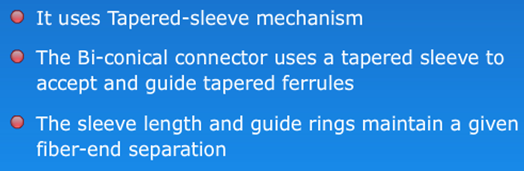 It uses Tapered-sleeve mechanism
The Bi-conical connector uses a tapered sleeve to
accept and guide tapered ferrules
The sleeve length and guide rings maintain a given
fiber-end separation